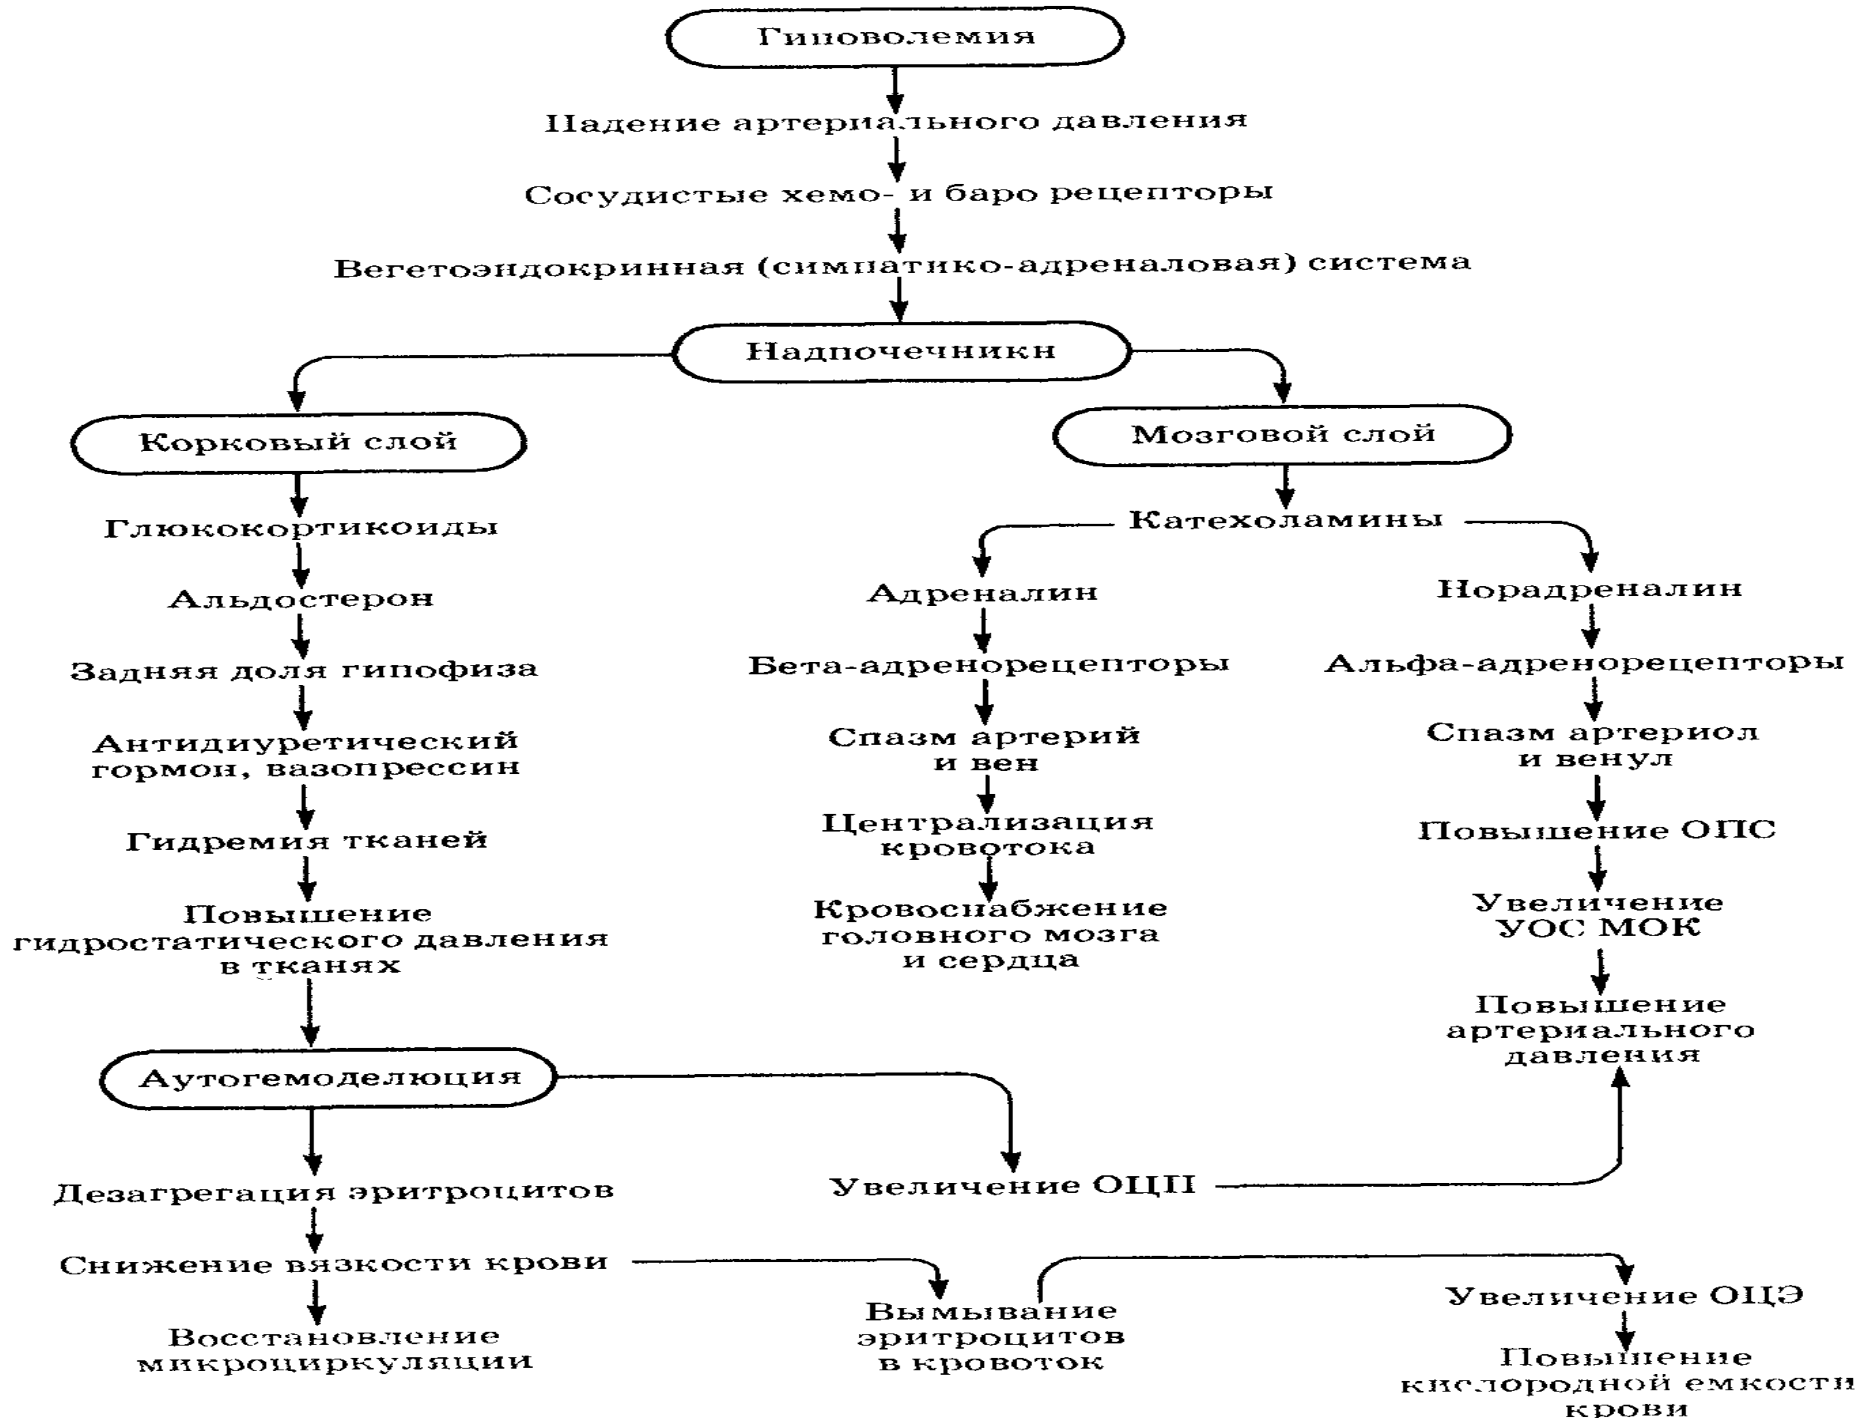 Гиповолемия
Падение артериального давления
Сосудистые хемо- и баро рецепторы
Вегетоэндокринная (симпатико-адреналовая) система
Надпочечники
Корковый слой
Мозговой слой
Глюкокортикоиды
Катехоламины
Альдостерон
Адреналин
Норадреналин
Задняя доля гипофиза
Бета-адренорецепторы
Альфа-адренорецепторы
Антидиуретический
гормон, вазопрессин
Спазм артерий
и вен
Спазм артериол
и венул
Гидремия тканей
Централизация
кровотока
Повышение ОПС
Повышение
гидростатического давления
в тканях
Кровоснабжение
головного мозга
и сердца
Увеличение
УОС МОК
Повышение
артериального
давления
Аутогемоделюция
Дезагрегация эритроцитов
Увеличение ОЦП
Снижение вязкости крови
Восстановление
микроциркуляции
Вымывание
эритроцитов
в кровоток
Увеличение ОЦЭ
Повышение
кислородной емкости
крови